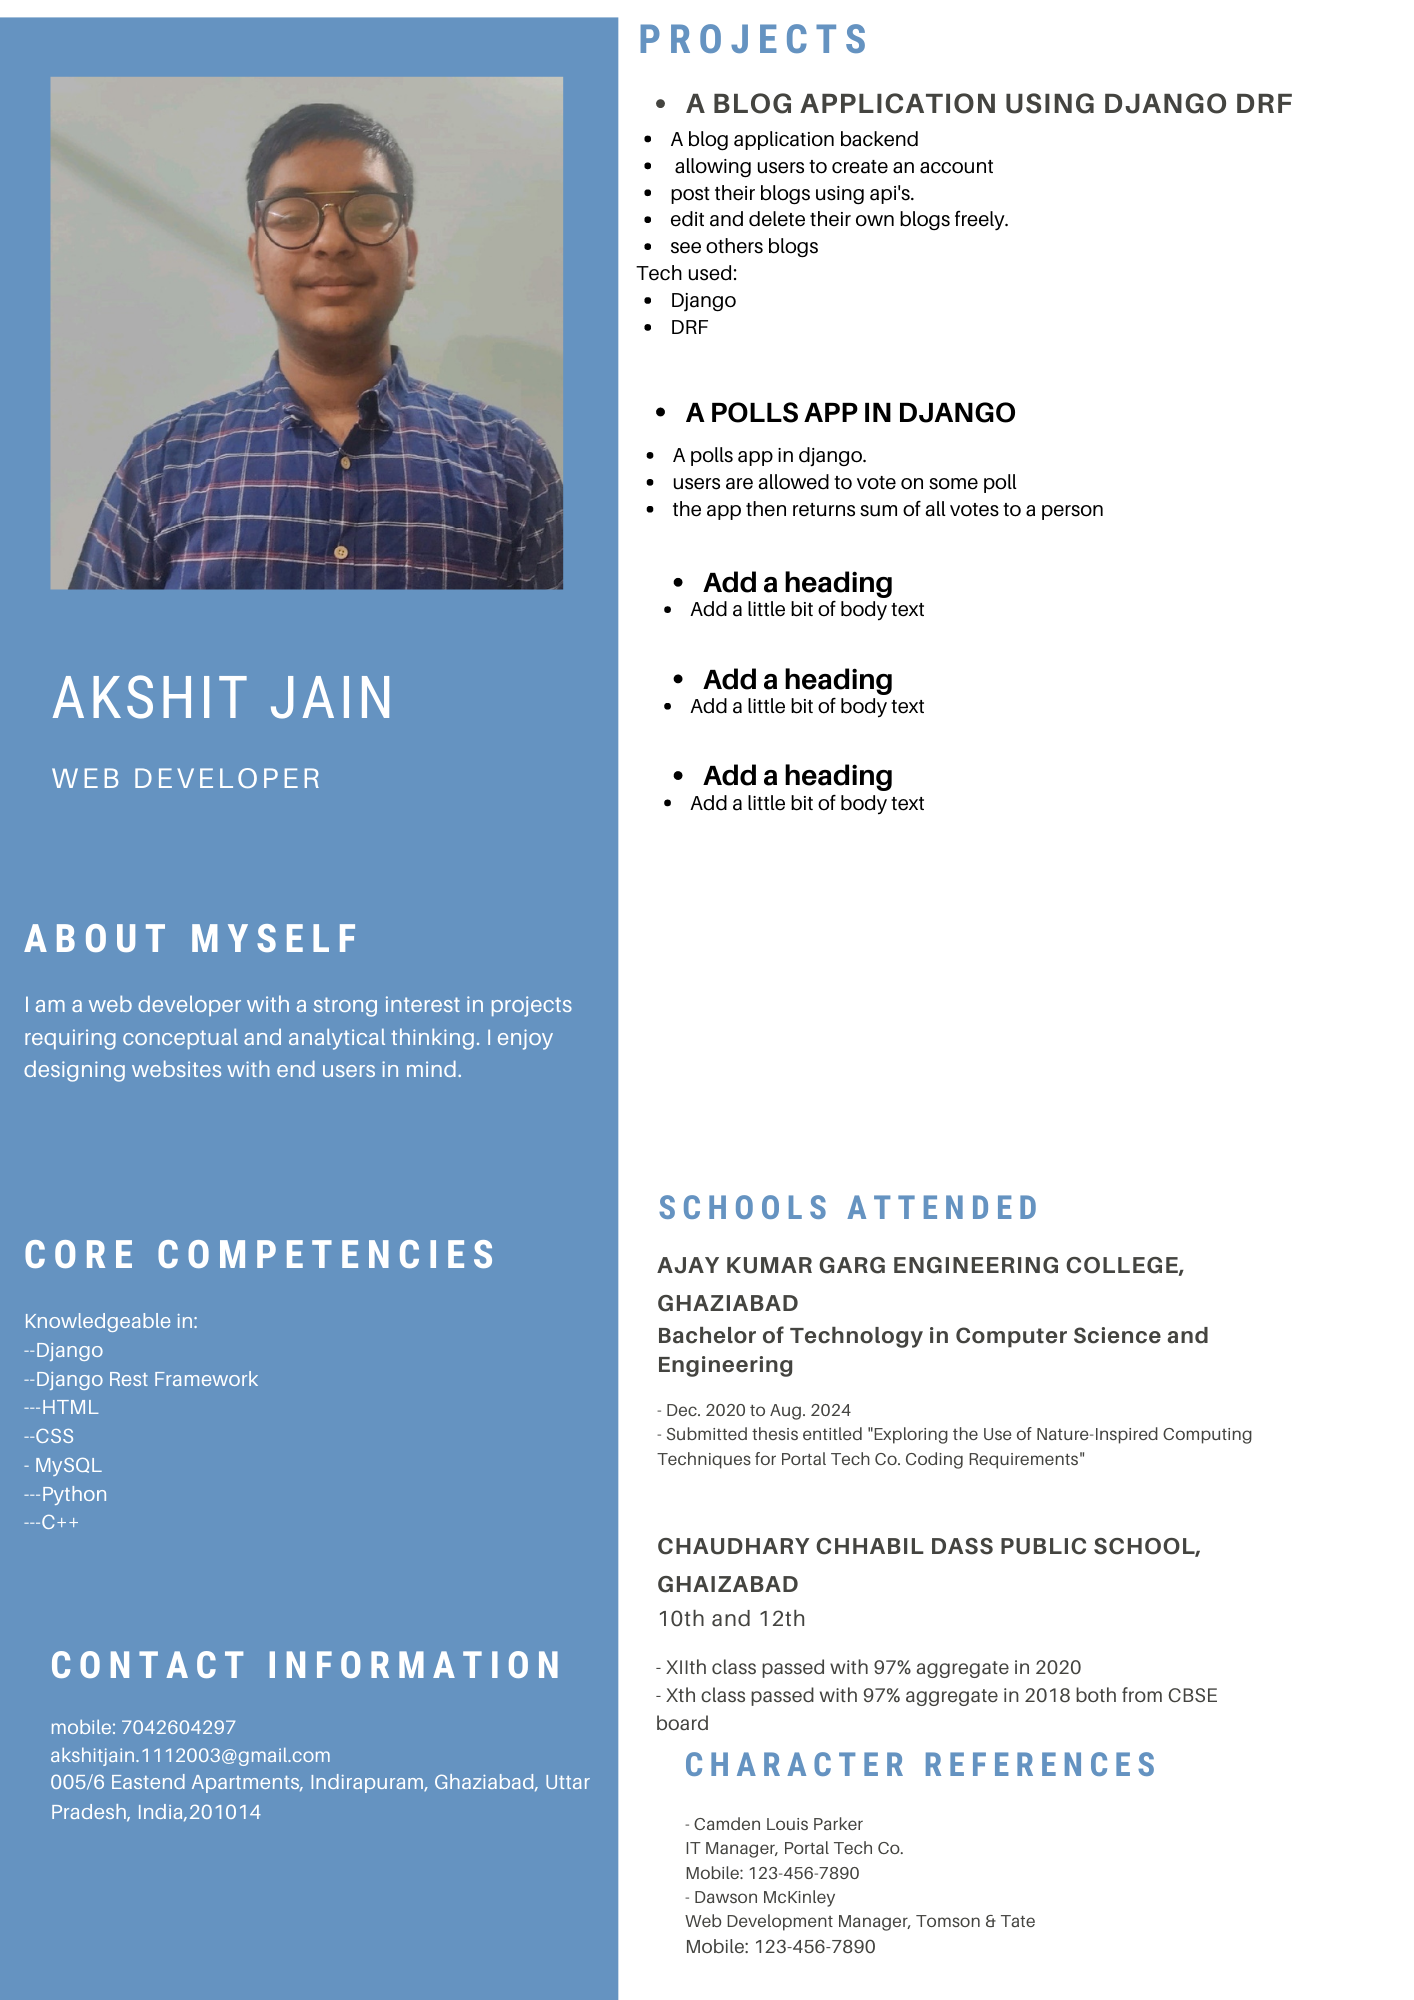 AKSHIT JAIN
WEB DEVELOPER
ABOUT MYSELF
I am a web developer with a strong interest in projects
requiring conceptual and analytical thinking. I enjoy
designing websites with end users in mind.
CORE COMPETENCIES
Knowledgeable in:
--Django
--Django Rest Framework
---HTML
--CSS
- MySQL
---Python
---C++
CONTACT INFORMATION
mobile: 7042604297
akshitjain.1112003@gmail.com
005/6 Eastend Apartments, Indirapuram, Ghaziabad, Uttar
Pradesh, India,201014
PROJECTS
• A BLOG APPLICATION USING DJANGO DRF
• A blog application backend
• allowing users to create an account
• post their blogs using api's.
• edit and delete their own blogs freely.
• see others blogs
Tech used:
• Django
• DRF
• A POLLS APP IN DJANGO
• A polls app in django.
• users are allowed to vote on some poll
• the app then returns sum of all votes to a person
• Add a heading
• Add a little bit of body text
• Add a heading
• Add a little bit of body text
• Add a heading
• Add a little bit of body text
SCHOOLS ATTENDED
AJAY KUMAR GARG ENGINEERING COLLEGE,
GHAZIABAD
Bachelor of Technology in Computer Science and
Engineering
- Dec. 2020 to Aug. 2024
- Submitted thesis entitled "Exploring the Use of Nature-Inspired Computing
Techniques for Portal Tech Co. Coding Requirements"
CHAUDHARY CHHABIL DASS PUBLIC SCHOOL,
GHAIZABAD
10th and 12th
- XIIth class passed with 97% aggregate in 2020
- Xth class passed with 97% aggregate in 2018 both from CBSE
board
CHARACTER REFERENCES
- Camden Louis Parker
IT Manager, Portal Tech Co.
Mobile: 123-456-7890
- Dawson McKinley
Web Development Manager, Tomson & Tate
Mobile: 123-456-7890